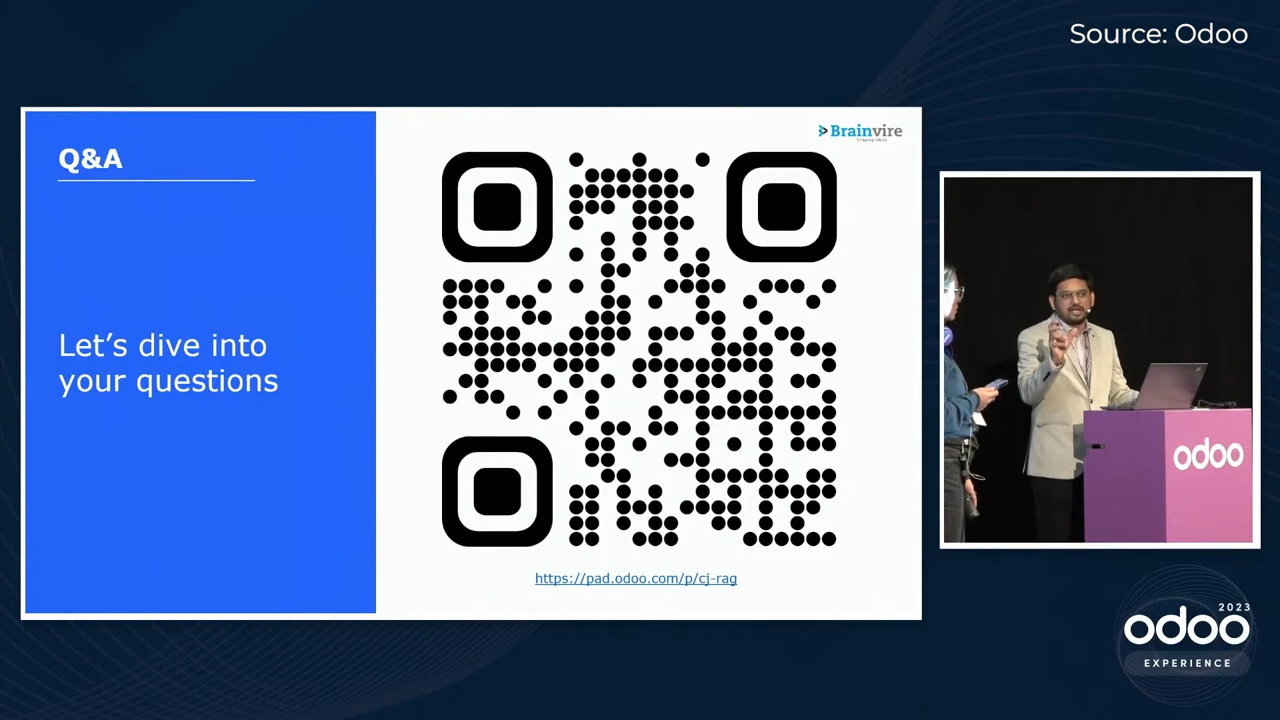 Source: Odoo
Brainvire
Q&A
Let's dive into
your questions
https://pad.odoo.com/p/cj-rag
odoo
2023
odoo
EXPERIENCE